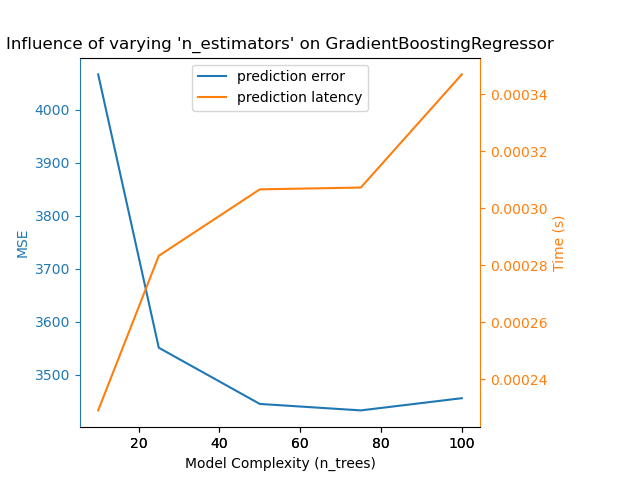 Influence of varying 'n_estimators' on GradientBoostingRegressor
prediction error
prediction latency
4000
3900
3800
3700
3600
3500
MSE
0.00034
0.00032
0.00030
0.00028
0.00026
0.00024
Time (s)
20 40 60 80 100
Model Complexity (n_trees)